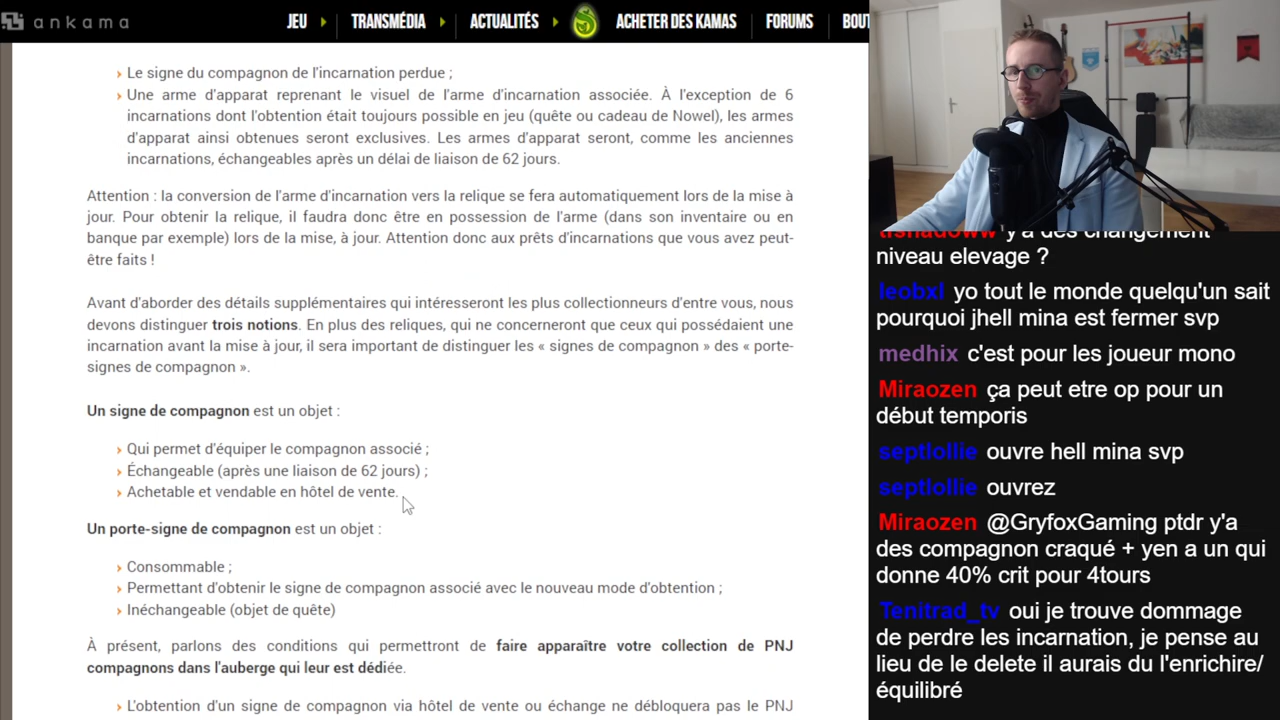 ankama JEU TRANSMÉDIA ACTUALITÉS ACHETER DES KAMAS FORUMS BOUT
Le signe du compagnon de l'incarnation perdue ;
Une arme d'apparat reprenant le visuel de l'arme d'incarnation associée. À l'exception de 6
incarnations dont l'obtention était toujours possible en jeu (quête ou cadeau de Nowel), les armes
d'apparat ainsi obtenues seront exclusives. Les armes d'apparat seront, comme les anciennes
incarnations, échangeables après un délai de liaison de 62 jours.
Attention : la conversion de l'arme d'incarnation vers la relique se fera automatiquement lors de la mise à
jour. Pour obtenir la relique, il faudra donc être en possession de l'arme (dans son inventaire ou en
banque par exemple) lors de la mise, à jour. Attention donc aux prêts d'incarnations que vous avez peut-
être faits !
Avant d'aborder des détails supplémentaires qui intéresseront les plus collectionneurs d'entre vous, nous
devons distinguer trois notions. En plus des reliques, qui ne concerneront que ceux qui possédaient une
incarnation avant la mise à jour, il sera important de distinguer les « signes de compagnon » des « porte-
signes de compagnon ».
Un signe de compagnon est un objet :
Qui permet d'équiper le compagnon associé ;
Échangeable (après une liaison de 62 jours) ;
Achetable et vendable en hôtel de vente.
Un porte-signe de compagnon est un objet :
Consommable ;
Permettant d'obtenir le signe de compagnon associé avec le nouveau mode d'obtention ;
Inéchangeable (objet de quête)
À présent, parlons des conditions qui permettront de faire apparaître votre collection de PNJ
compagnons dans l'auberge qui leur est dédiée.
L'obtention d'un signe de compagnon via hôtel de vente ou échange ne débloquera pas le PNJ
y'a des changement
niveau elevage ?
leobxl yo tout le monde quelqu'un sait
pourquoi jhell mina est fermer svp
medhix c'est pour les joueur mono
Miraozen ça peut etre op pour un
début temporis
septlollie ouvre hell mina svp
septlollie ouvrez
Miraozen @GryfoxGaming ptdr y'a
des compagnon craqué + yen a un qui
donne 40% crit pour 4tours
Tenitrad_tv oui je trouve dommage
de perdre les incarnation, je pense au
lieu de le delete il aurais du l'enrichire/
équilibré